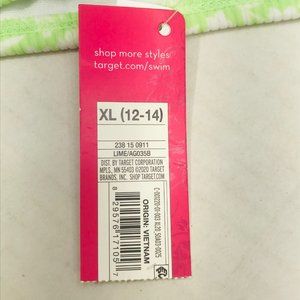 shop more styles
target.com/swim
XL (12-14)
238 15 0911
LIME/AG035B
DIST. BY TARGET CORPORATION
MPLS, MN 55403 ©2020 TARGET
BRANDS, INC. SHOP TARGET.COM
ORIGIN: VIETNAM